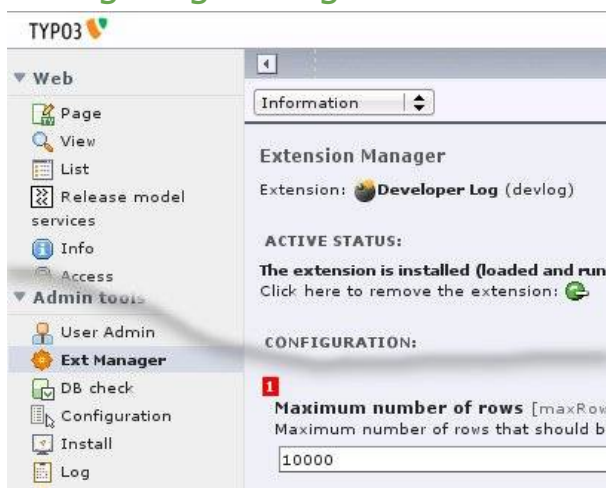 TYPO3
Web
Page
View
List
Release model
services
Info
Access
Admin tools
User Admin
Ext Manager
DB check
Configuration
Install
Log
Information
Extension Manager
Extension: Developer Log (devlog)
ACTIVE STATUS:
The extension is installed (loaded and run
Click here to remove the extension:
CONFIGURATION:
1
Maximum number of rows [maxRow
Maximum number of rows that should b
10000